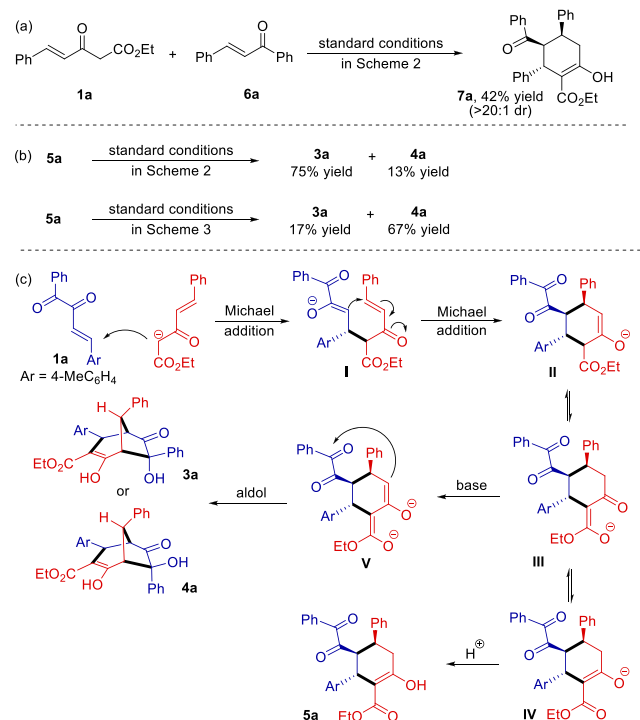 (a)
Ph
O
O
OEt
1a
+
Ph
O
Ph
6a
standard conditions
in Scheme 2
Ph
O
Ph
Ph
OH
CO2Et
7a, 42% yield
(>20:1 dr)
(b)
5a
standard conditions
in Scheme 2
3a + 4a
75% yield 13% yield
5a
standard conditions
in Scheme 3
3a + 4a
17% yield 67% yield
(c)
Ph
O
O
Ar
1a
Ar = 4-MeC6H4
Ph
⊖
O
CO2Et
Michael
addition
Ph
Ph
O
⊖
O
O
Ar
CO2Et
I
Michael
addition
Ph
Ph
O
O
⊖
O
Ar
CO2Et
II
H
Ph
Ar
O
EtO2C
Ph
OH
OH
3a
or
Ph
Ar
O
EtO2C
OH
HO
Ph
4a
aldol
Ph
O
Ph
O
⊖
O
Ar
EtO
O
⊖
V
base
Ph
O
Ph
O
O
Ar
⊖
EtO
O
III
Ph
O
Ph
O
OH
Ar
EtO
O
5a
H⊕
Ph
O
Ph
O
⊖
O
Ar
EtO
O
IV